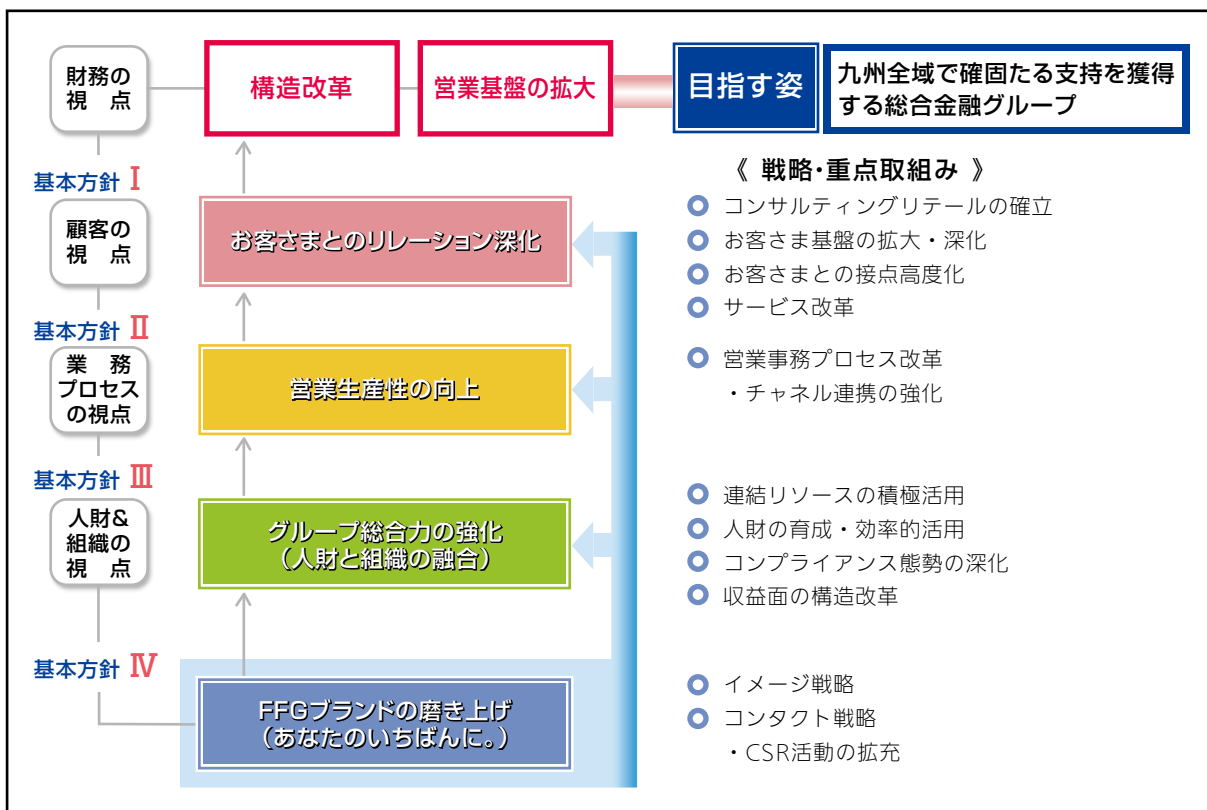 財務の
視 点
構造改革
営業基盤の拡大
目指す姿
九州全域で確固たる支持を獲得
する総合金融グループ
基本方針 Ⅰ
《 戦略・重点取組み 》
顧客の
視 点
お客さまとのリレーション深化
コンサルティングリテールの確立
お客さま基盤の拡大・深化
お客さまとの接点高度化
サービス改革
基本方針 Ⅱ
業 務
プロセス
の視点
営業生産性の向上
営業事務プロセス改革
・チャネル連携の強化
基本方針 Ⅲ
人財&
組織の
視 点
グループ総合力の強化
（人財と組織の融合）
連結リソースの積極活用
人財の育成・効率的活用
コンプライアンス態勢の深化
収益面の構造改革
基本方針 Ⅳ
FFGブランドの磨き上げ
（あなたのいちばんに。）
イメージ戦略
コンタクト戦略
・CSR活動の拡充